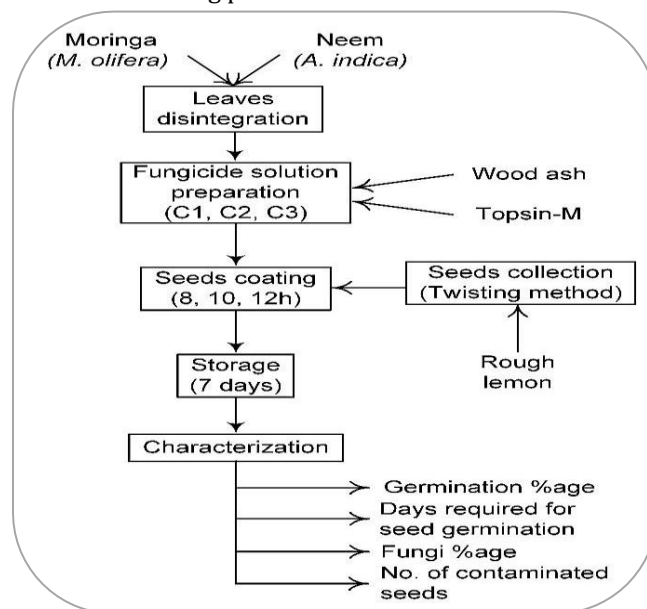 Moringa
(M. olifera)
Neem
(A. indica)
Leaves
disintegration
Fungicide solution
preparation
(C1, C2, C3)
Wood ash
Topsin-M
Seeds coating
(8, 10, 12h)
Seeds collection
(Twisting method)
Rough
lemon
Storage
(7 days)
Characterization
Germination %age
Days required for
seed germination
Fungi %age
No. of contaminated
seeds